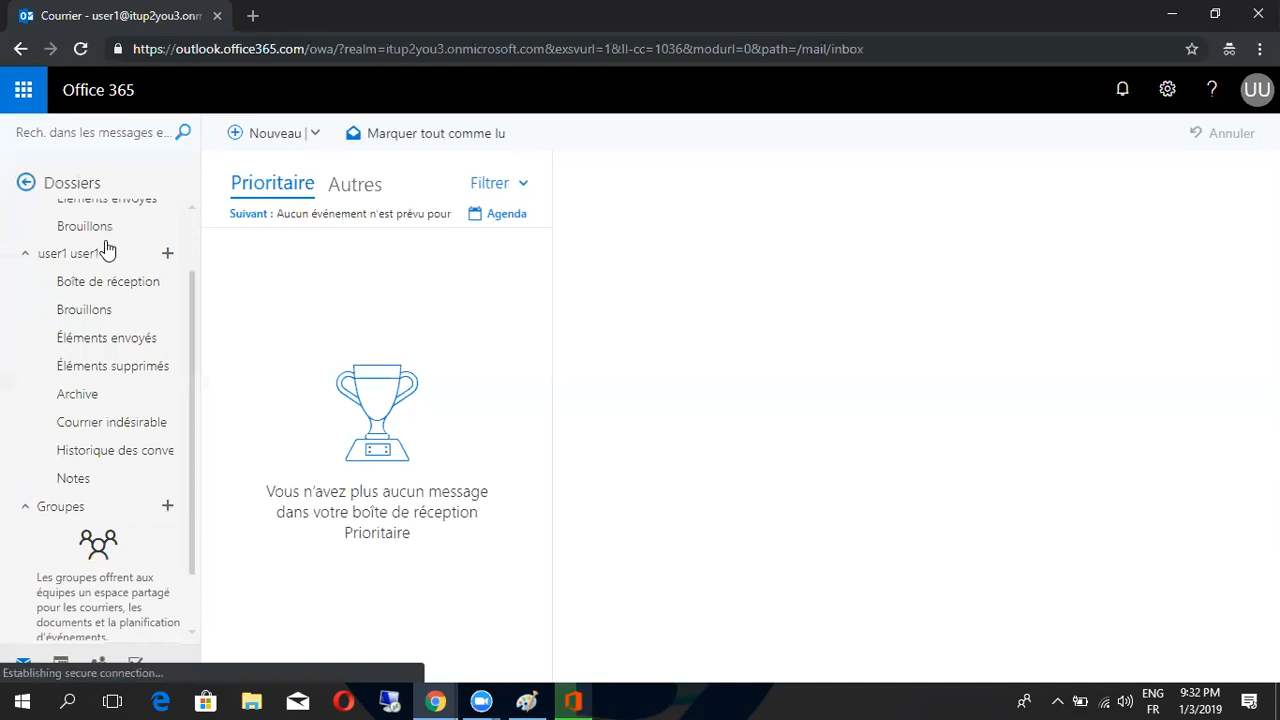 Courrier - user1@itup2you3.onm
https://outlook.office365.com/owa/?realm=itup2you3.onmicrosoft.com&exsvurl=1&ll-cc=1036&modurl=0&path=/mail/inbox
Office 365
UU
Rech. dans les messages e...
Nouveau
Marquer tout comme lu
Annuler
Dossiers
Éléments envoyés
Brouillons
user1 user1
Boîte de réception
Brouillons
Éléments envoyés
Éléments supprimés
Archive
Courrier indésirable
Historique des conve
Notes
Groupes
Les groupes offrent aux
équipes un espace partagé
pour les courriers, les
documents et la planification
d'événements.
Prioritaire
Autres
Filtrer
Suivant : Aucun événement n'est prévu pour
Agenda
Vous n'avez plus aucun message
dans votre boîte de réception
Prioritaire
Establishing secure connection...
ENG
FR
9:32 PM
1/3/2019